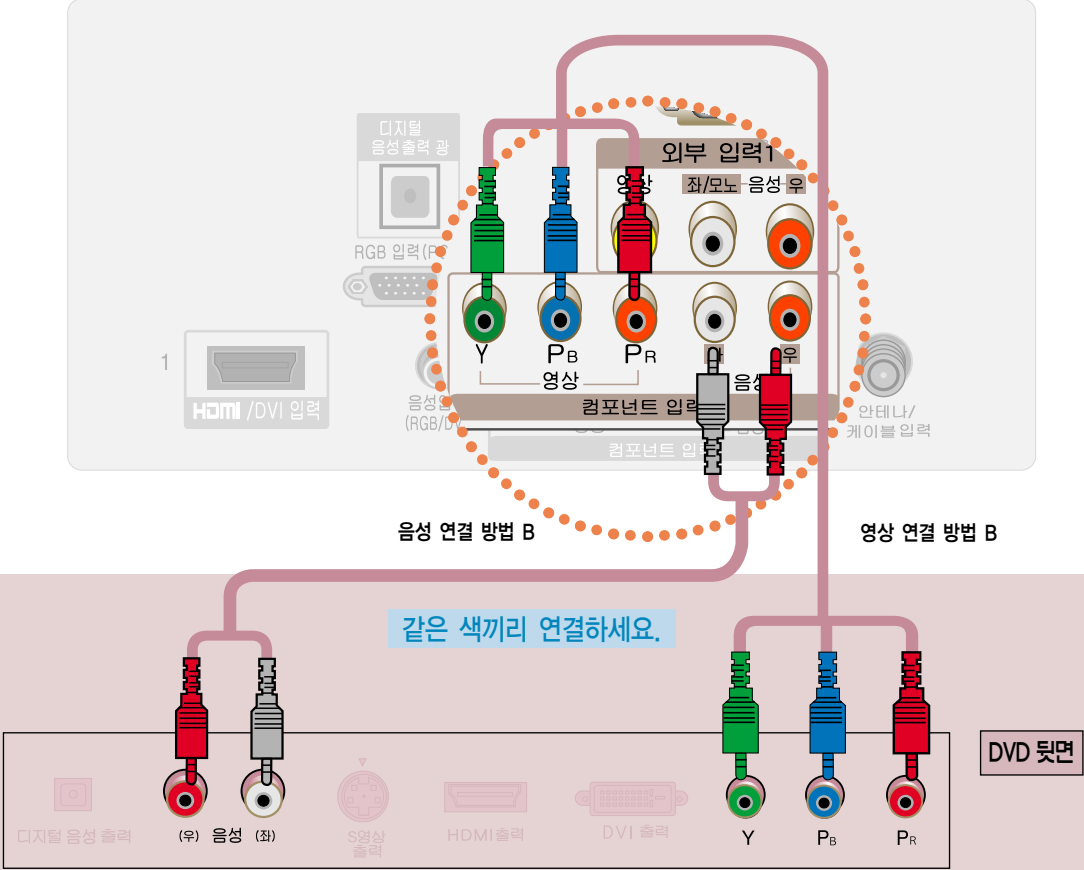 디지털
음성출력 광
외부 입력1
영상 좌/모노 음성 우
RGB 입력(PC
Y PB PR 우
영상 음성
컴포넌트 입력
1
HDMI /DVI 입력
음성입
(RGB/DV
안테나/
케이블입력
컴포넌트 입
음성 연결 방법 B
영상 연결 방법 B
같은 색끼리 연결하세요.
DVD 뒷면
디지털 음성 출력
(우) 음성 (좌)
S영상
출력
HDMI출력
DVI 출력
Y PB PR